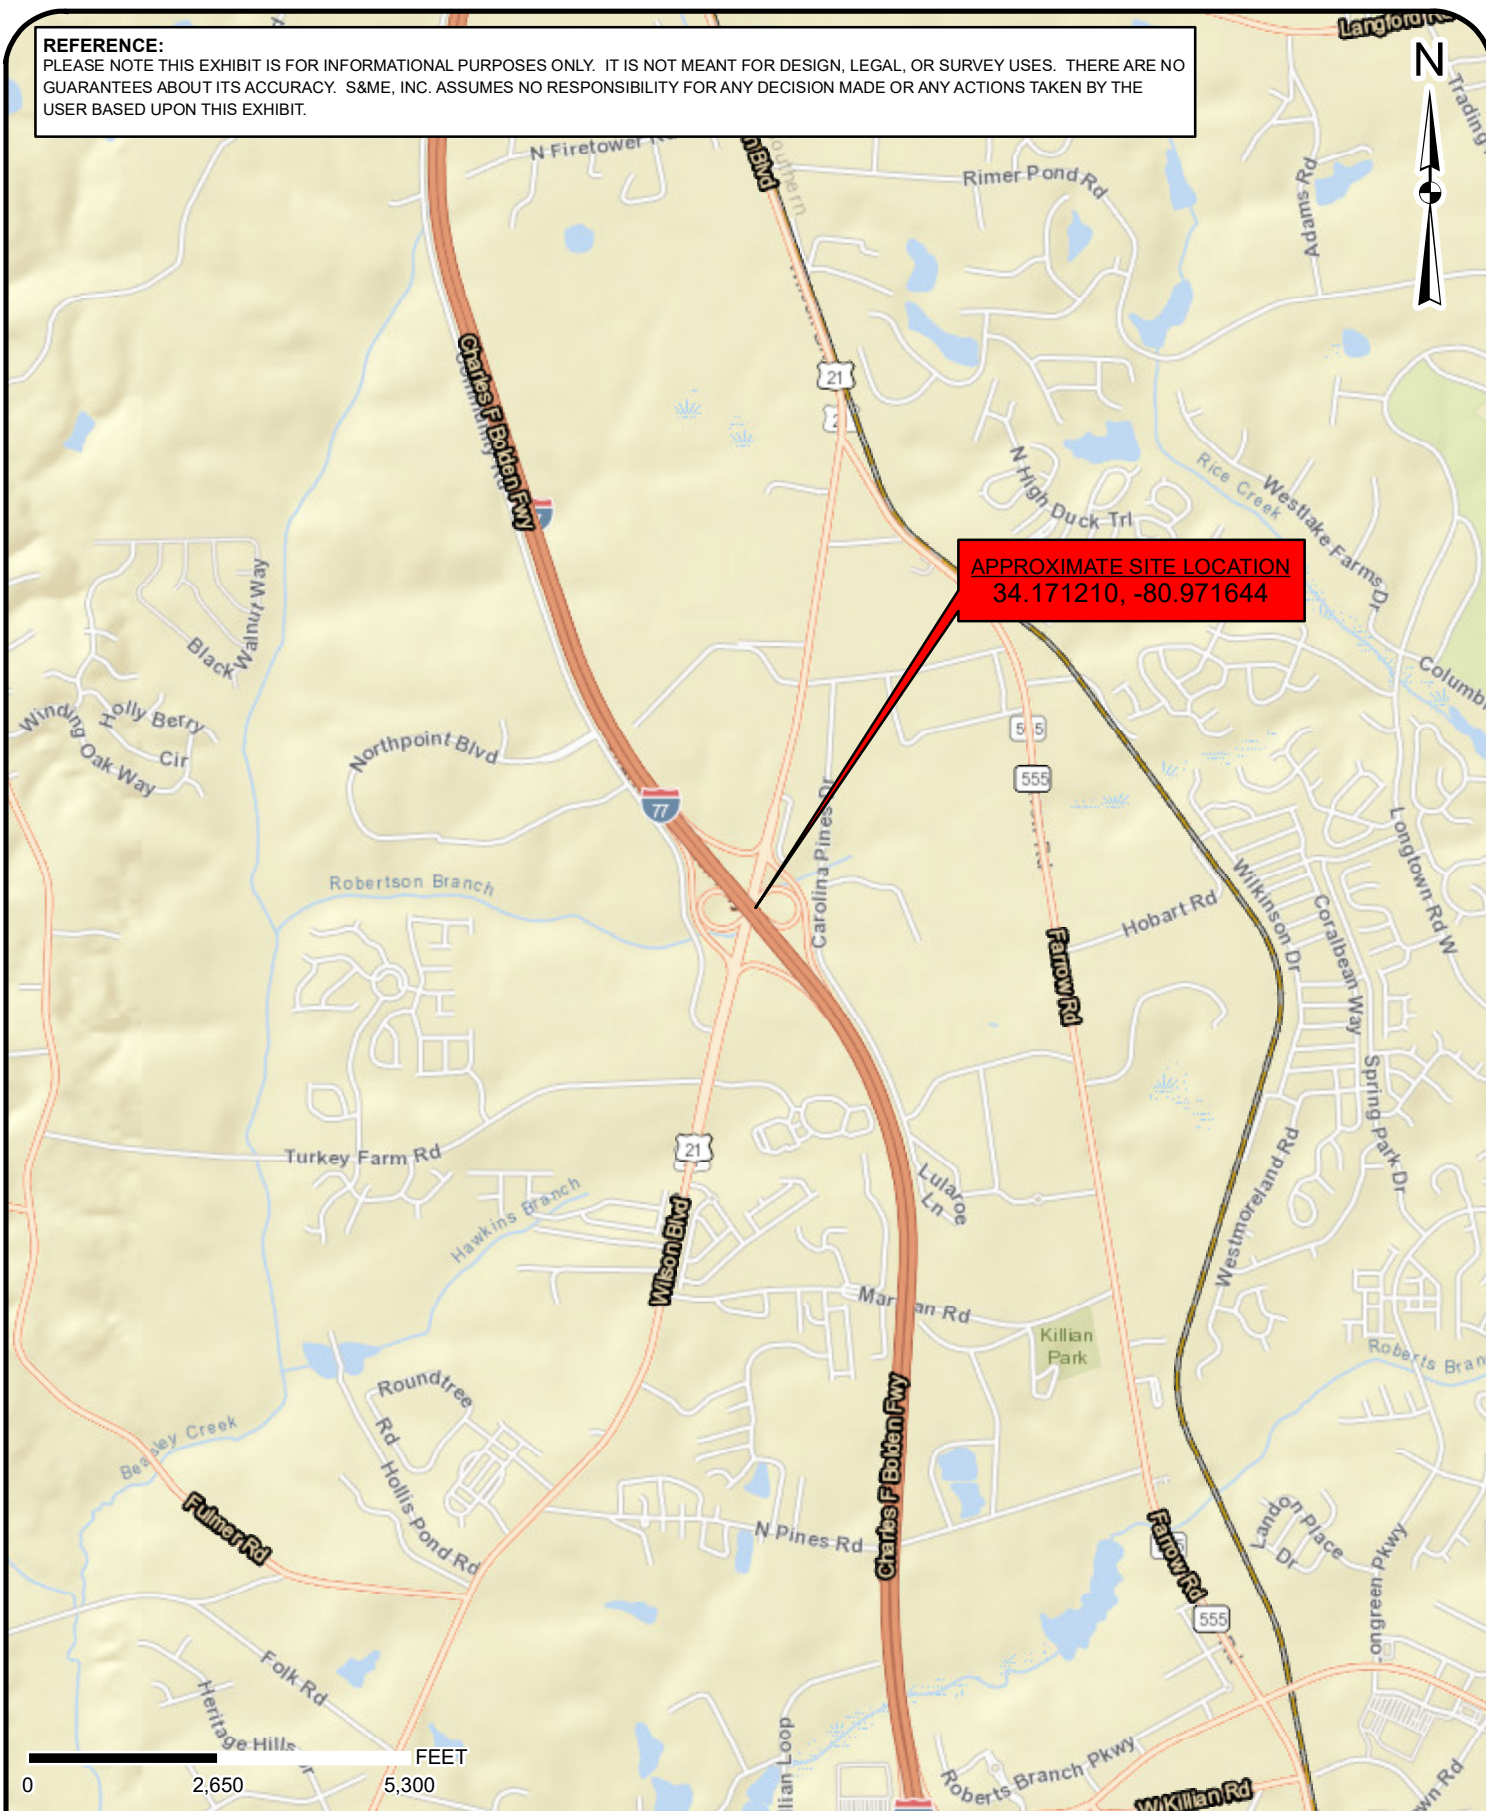 REFERENCE:
PLEASE NOTE THIS EXHIBIT IS FOR INFORMATIONAL PURPOSES ONLY. IT IS NOT MEANT FOR DESIGN, LEGAL, OR SURVEY USES. THERE ARE NO
GUARANTEES ABOUT ITS ACCURACY. S&ME, INC. ASSUMES NO RESPONSIBILITY FOR ANY DECISION MADE OR ANY ACTIONS TAKEN BY THE
USER BASED UPON THIS EXHIBIT.
N
N Firetower
Rimer Pond Rd
Adams Rd
Trading
Charles F Bolden Fwy
21
N High Duck Trl
Rice Creek
Westlake Farms Dr
APPROXIMATE SITE LOCATION
34.171210, -80.971644
Black Walnut Way
Holly Berry
Cir
Winding Oak Way
Northpoint Blvd
77
555
Carolina Pines Dr
Robertson Branch
Hobart Rd
Farrow Rd
Wilkinson Dr
Coralbean Way
Longtown Rd W
Spring Park Dr
Turkey Farm Rd
21
Hawkins Branch
Wilson Blvd
Lularoe
Ln
Westmoreland Rd
Killian
Park
Roundtree
Rd
Hollis Pond Rd
Creek
Fulmer Rd
Charles F Bolden Fwy
N Pines Rd
Farrow Rd
555
Landon Place
Dr
Folk Rd
Heritage Hills
Roberts Branch Pkwy
W Killian Rd
FEET
0 2,650 5,300